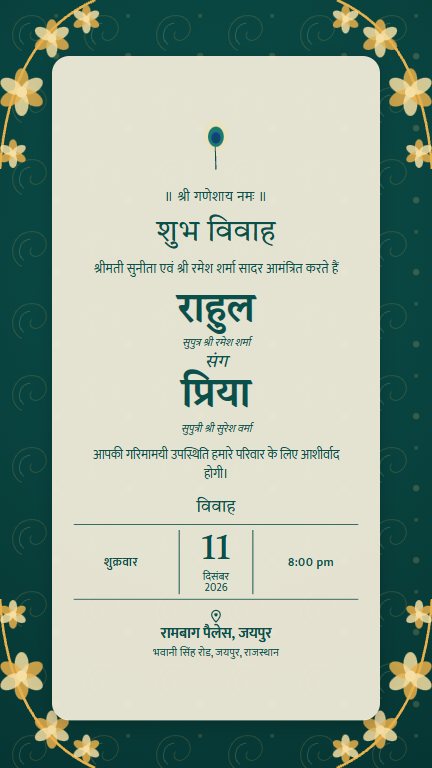 ॥ श्री गणेशाय नमः ॥
शुभ विवाह
श्रीमती सुनीता एवं श्री रमेश शर्मा सादर आमंत्रित करते हैं
राहुल
सुपुत्र श्री रमेश शर्मा
संग
प्रिया
सुपुत्री श्री सुरेश वर्मा
आपकी गरिमामयी उपस्थिति हमारे परिवार के लिए आशीर्वाद
होगी।
विवाह
शुक्रवार
11
दिसंबर
2026
8:00 pm
रामबाग पैलेस, जयपुर
भवानी सिंह रोड, जयपुर, राजस्थान